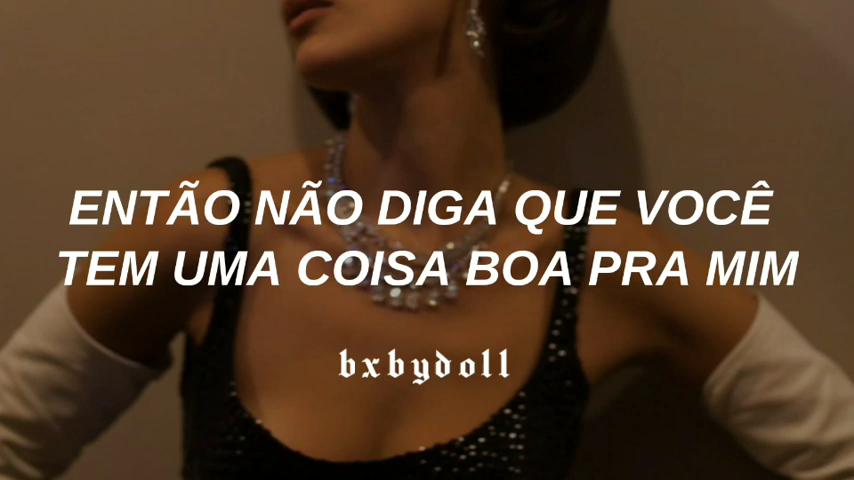 ENTÃO NÃO DIGA QUE VOCÊ
TEM UMA COISA BOA PRA MIM
bxbydoll